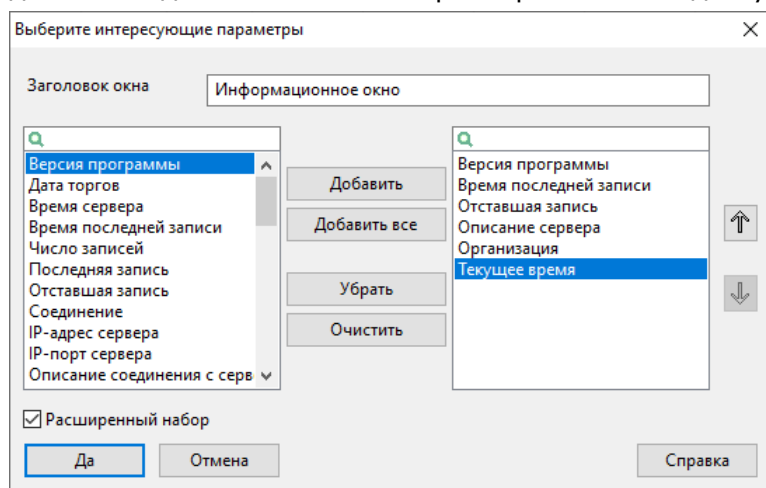 Выберите интересующие параметры
Заголовок окна
Информационное окно
Версия программы
Дата торгов
Время сервера
Время последней записи
Число записей
Последняя запись
Отставшая запись
Соединение
IP-адрес сервера
IP-порт сервера
Описание соединения с серв
Добавить
Добавить все
Убрать
Очистить
Версия программы
Время последней записи
Отставшая запись
Описание сервера
Организация
Текущее время
Расширенный набор
Да
Отмена
Справка